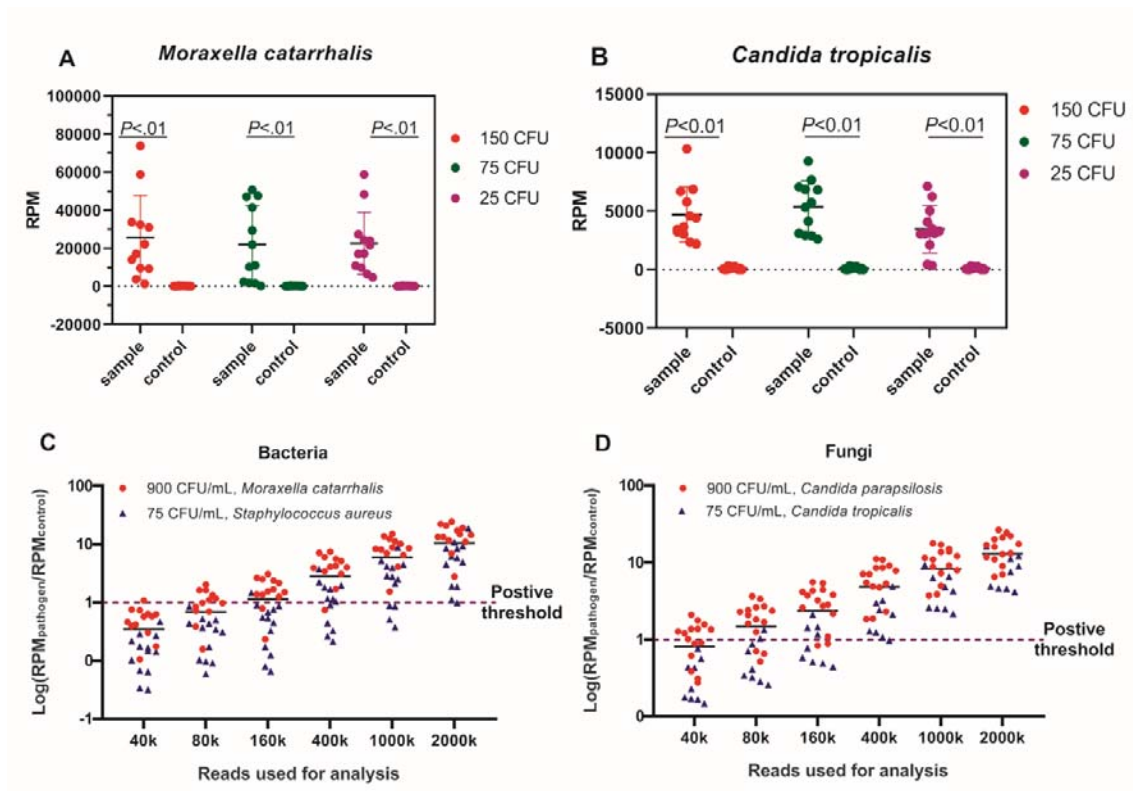 A
Moraxella catarrhalis
100000
80000
60000
40000
20000
0
-20000
RPM
P<.01
P<.01
P<.01
sample
control
sample
control
sample
control
150 CFU
75 CFU
25 CFU
B
Candida tropicalis
15000
10000
5000
0
-5000
RPM
P<0.01
P<0.01
P<0.01
sample
control
sample
control
sample
control
150 CFU
75 CFU
25 CFU
C
Bacteria
900 CFU/mL, Moraxella catarrhalis
75 CFU/mL, Staphylococcus aureus
Log(RPMpathogen/RPMcontrol)
100
10
1
0
-1
Postive
threshold
40k 80k 160k 400k 1000k 2000k
Reads used for analysis
D
Fungi
900 CFU/mL, Candida parapsilosis
75 CFU/mL, Candida tropicalis
Log(RPMpathogen/RPMcontrol)
100
10
1
0
Postive
threshold
40k 80k 160k 400k 1000k 2000k
Reads used for analysis